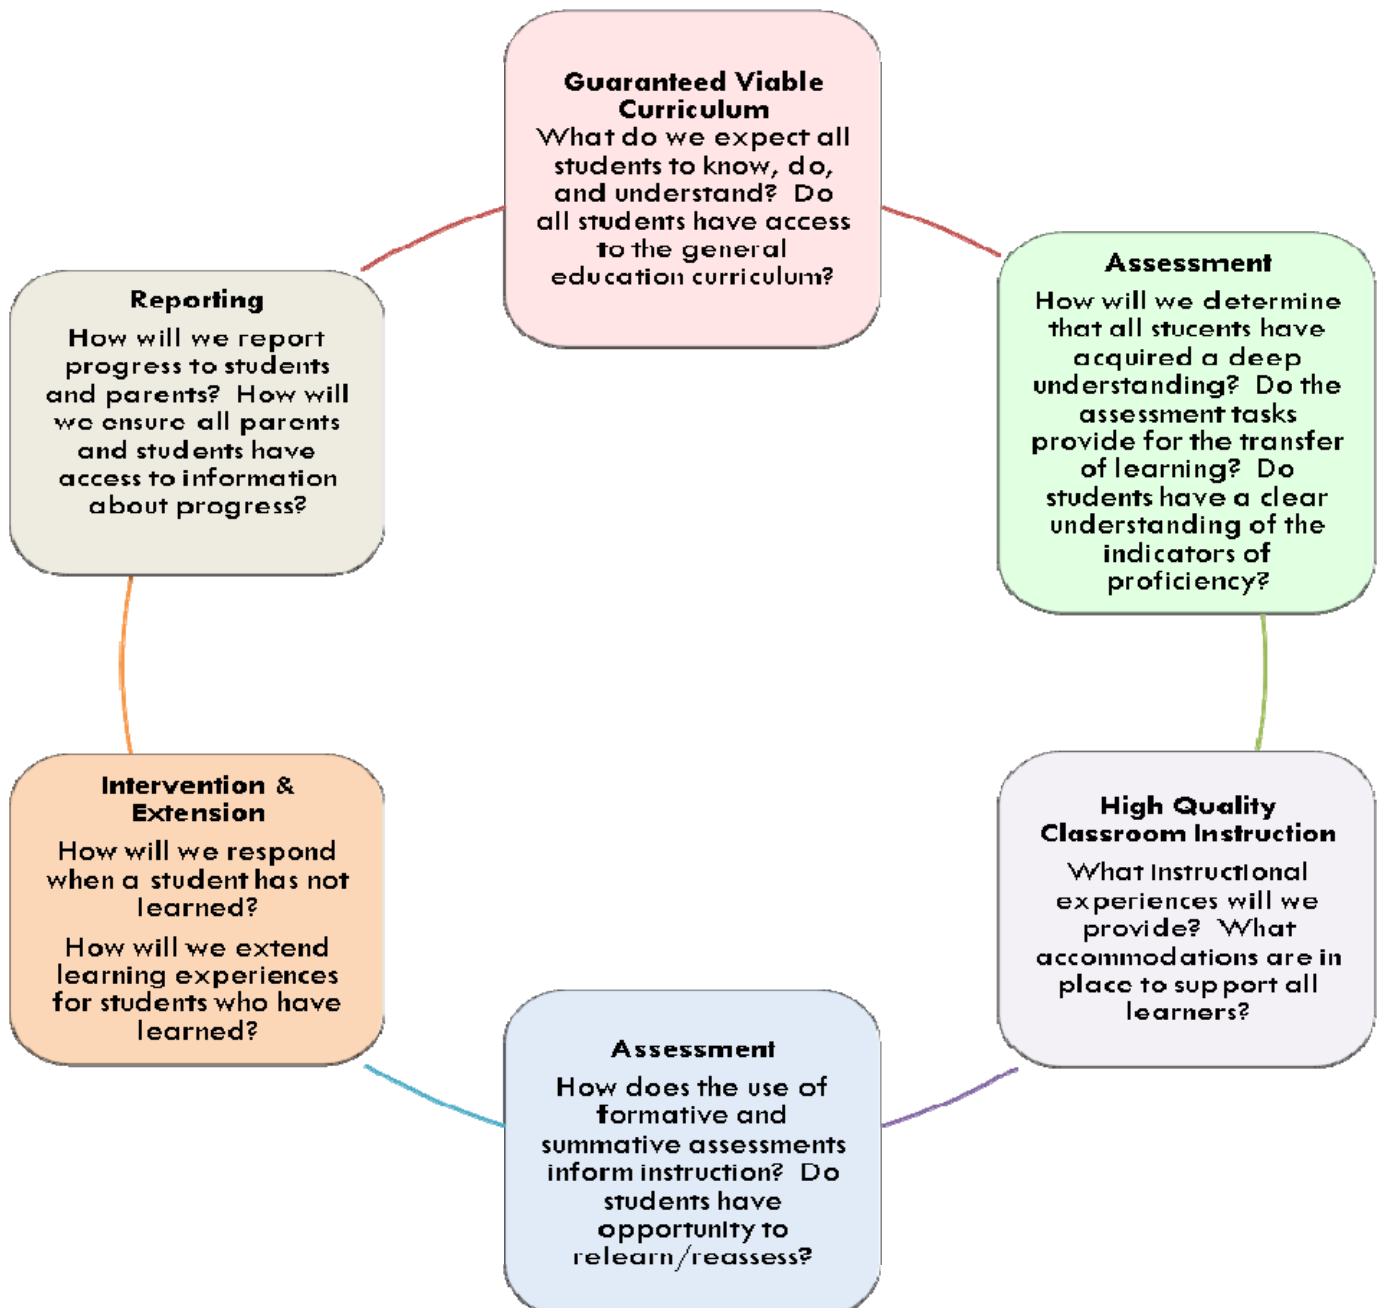 Guaranteed Viable
Curriculum
What do we expect all
students to know, do,
and understand? Do
all students have access
to the general
education curriculum?
Assessment
How will we determine
that all stucents have
acquired a deep
understanding? Do the
assessment tasks
provide for the transfer
of learning? Do
students have a clear
understanding of the
indicators of
proficiency?
High Quality
Classroom Instruction
What instructional
experiences will we
provide? What
accommodations are in
place to support all
learners?
Assessment
How does the use of
formative and
summative assessments
inform instruction? Do
students have
opportunity to
relearn/reassess?
Intervention &
Extension
How will we respond
when a student has not
learned?
How will we extend
learning experiences
for students who have
learned?
Reporting
How will we report
progress to students
and parents? How will
we ensure all parents
and students have
access to information
about progress?